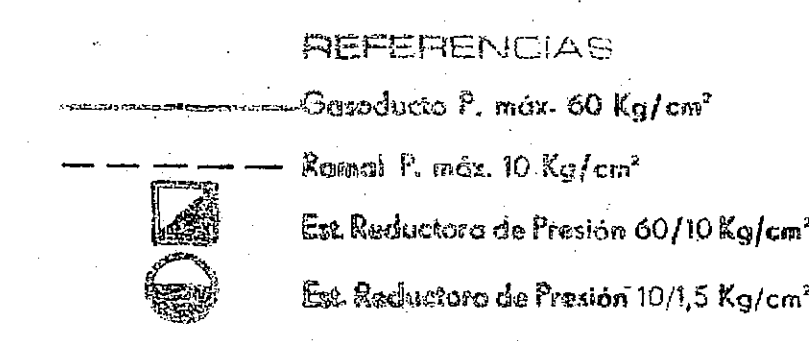 REFERENCIAS
Gasoducto P. máx. 60 Kg/cm²
Ramal P. máx. 10 Kg/cm²
Est. Reductora de Presión 60/10 Kg/cm²
Est. Reductora de Presión 10/1,5 Kg/cm²